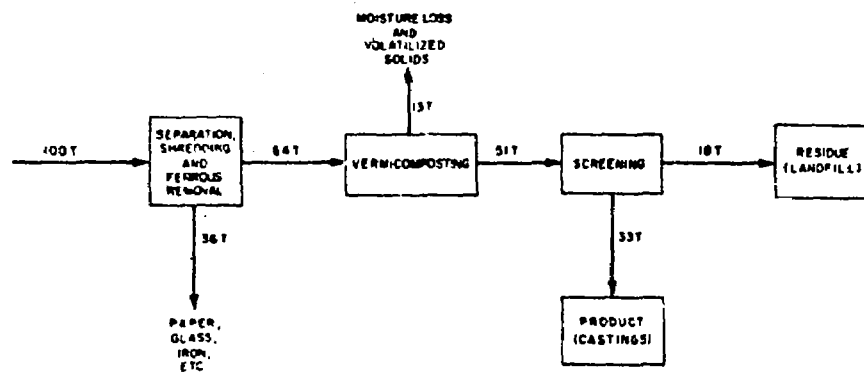 MOISTURE LOSS
AND
VOLATILIZED
SOLIDS
13T
100T
SEPARATION,
SHREDDING
AND
FERROUS
REMOVAL
64T
VERMICOMPOSTING
51T
SCREENING
18T
RESIDUE
(LANDFILL)
36T
33T
PAPER,
GLASS,
IRON,
ETC
PRODUCT
(CASTINGS)